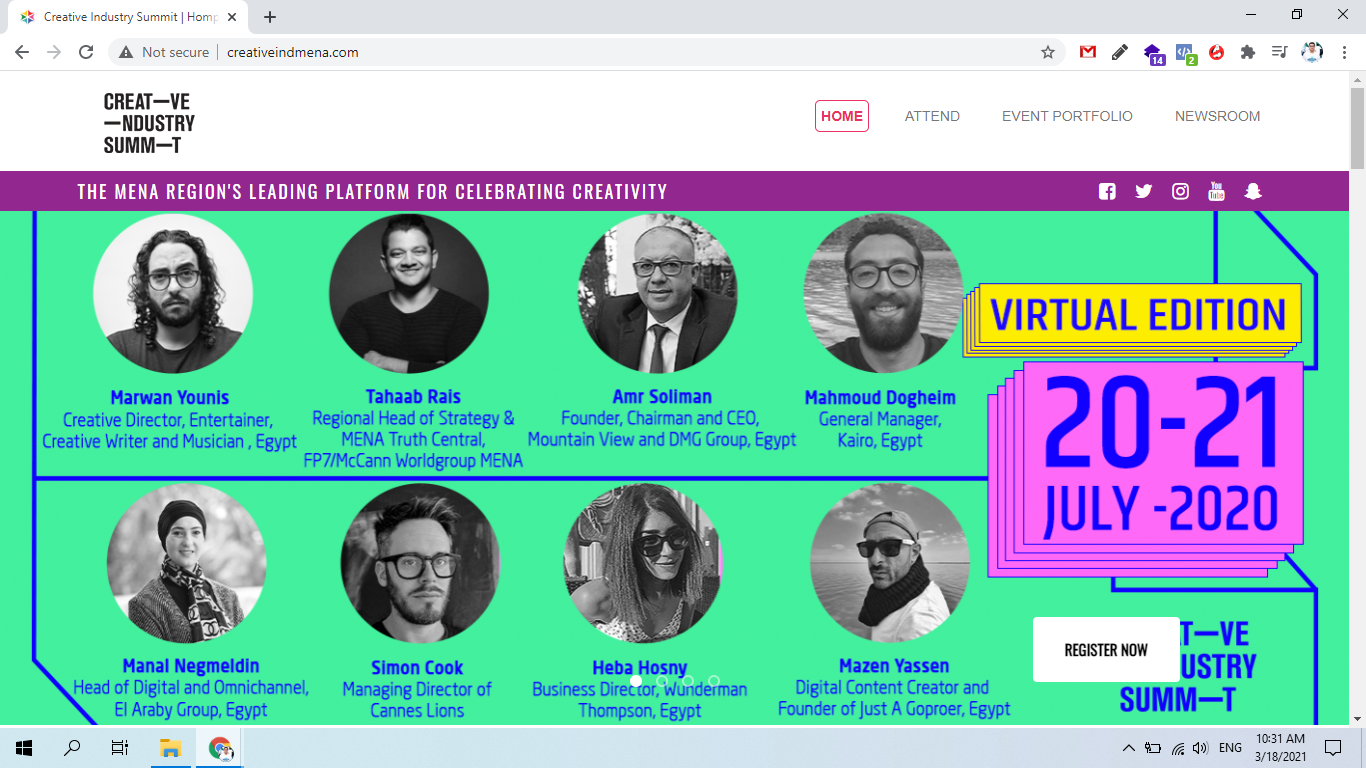 Creative Industry Summit | Homp
Not secure
creativeindmena.com
14
2
CREAT—VE
—NDUSTRY
SUMM—T
HOME
ATTEND
EVENT PORTFOLIO
NEWSROOM
THE MENA REGION'S LEADING PLATFORM FOR CELEBRATING CREATIVITY
You
Tube
Marwan Younis
Creative Director, Entertainer,
Creative Writer and Musician , Egypt
Tahaab Rais
Regional Head of Strategy &
MENA Truth Central,
FP7/McCann Worldgroup MENA
Amr Soliman
Founder, Chairman and CEO,
Mountain View and DMG Group, Egypt
Mahmoud Dogheim
General Manager,
Kairo, Egypt
VIRTUAL EDITION
20-21
JULY -2020
Manal Negmeldin
Head of Digital and Omnichannel,
El Araby Group, Egypt
Simon Cook
Managing Director of
Cannes Lions
Heba Hosny
Business Director, Wunderman
Thompson, Egypt
Mazen Yassen
Digital Content Creator and
Founder of Just A Goproer, Egypt
REGISTER NOW
T—VE
NDUSTRY
SUMM—T
ENG
10:31 AM
3/18/2021